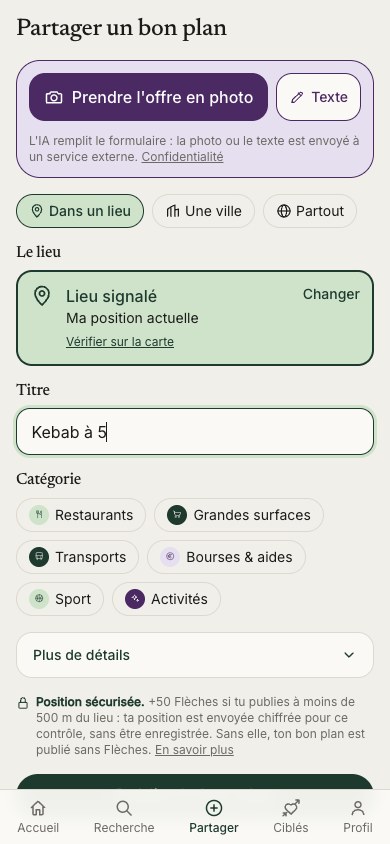 Partager un bon plan
Prendre l'offre en photo
Texte
L'IA remplit le formulaire : la photo ou le texte est envoyé à
un service externe. Confidentialité
Dans un lieu
Une ville
Partout
Le lieu
Lieu signalé
Changer
Ma position actuelle
Vérifier sur la carte
Titre
Kebab à 5
Catégorie
Restaurants
Grandes surfaces
Transports
Bourses & aides
Sport
Activités
Plus de détails
Position sécurisée. +50 Flèches si tu publies à moins de
500 m du lieu : ta position est envoyée chiffrée pour ce
contrôle, sans être enregistrée. Sans elle, ton bon plan est
publié sans Flèches. En savoir plus
Accueil
Recherche
Partager
Ciblés
Profil